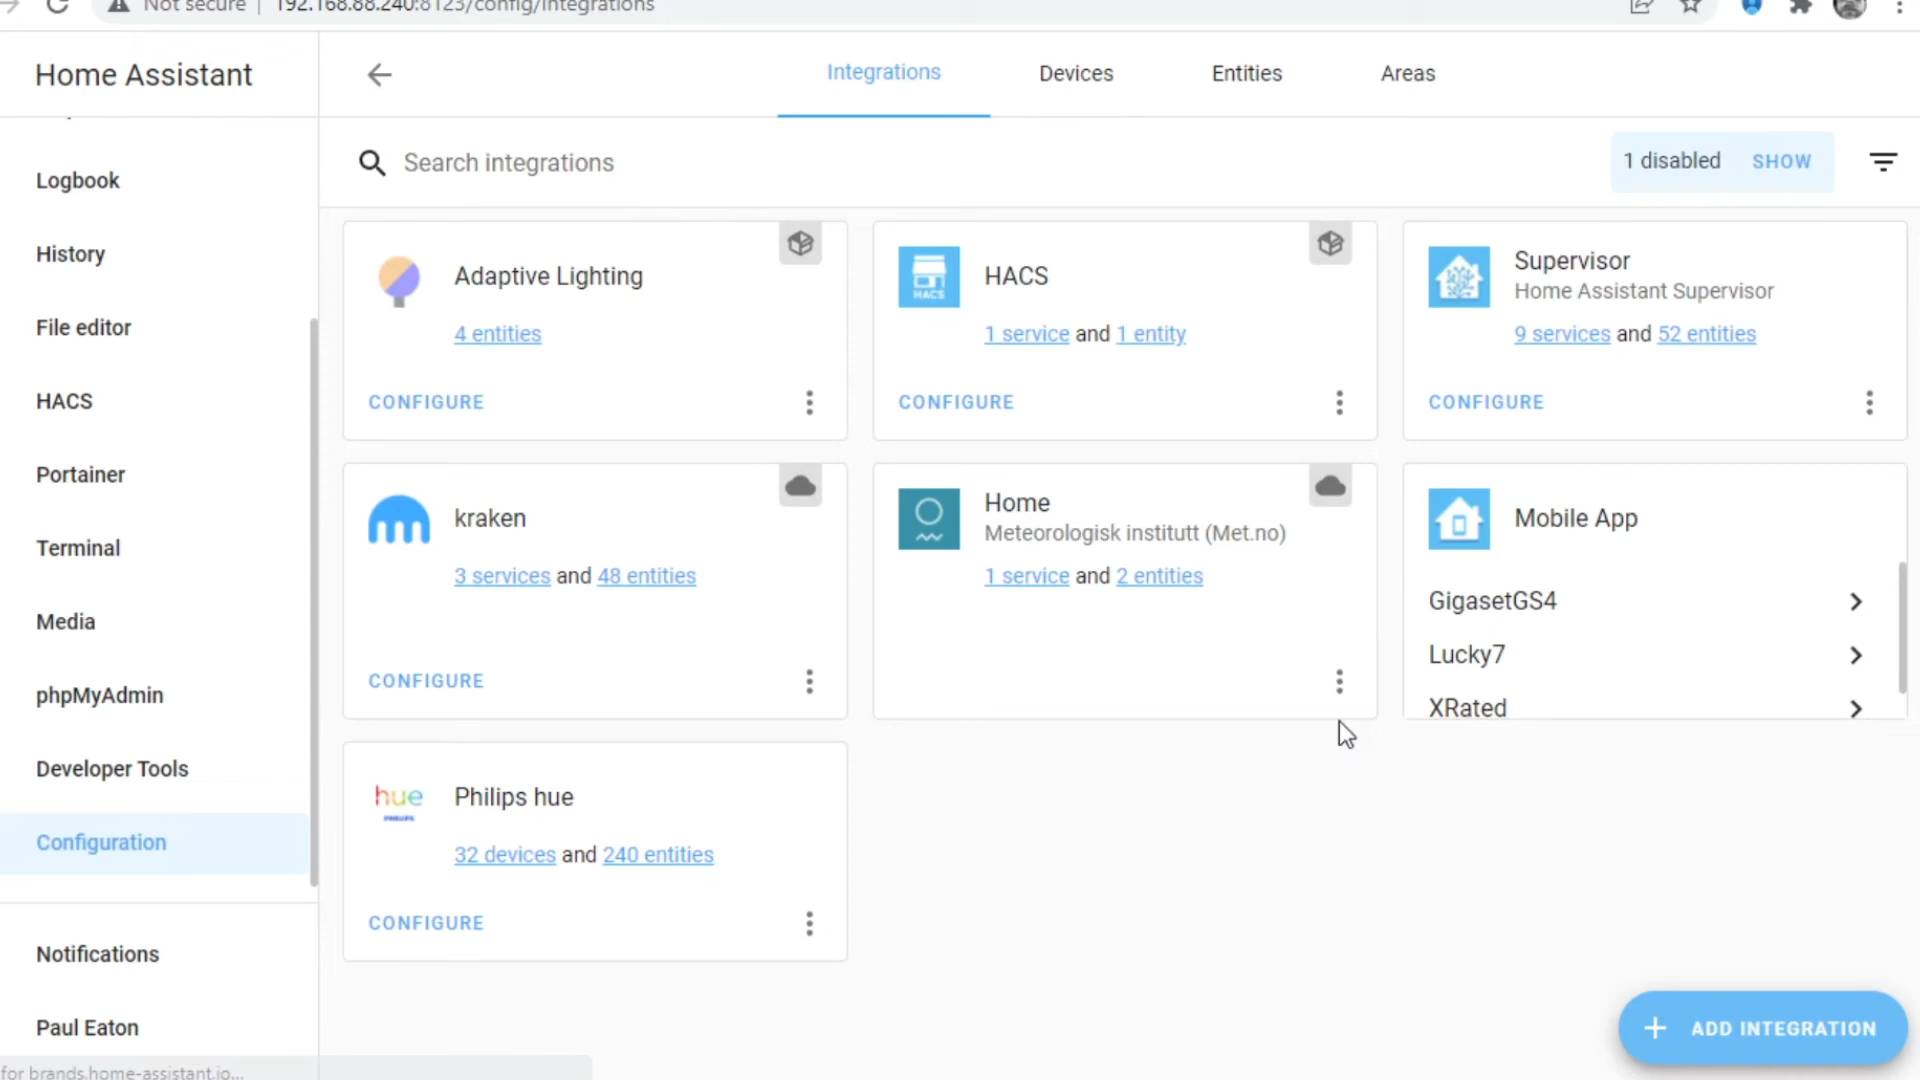 Not secure | 192.168.88.240:8123/config/integrations
Home Assistant
Integrations
Devices
Entities
Areas
Search integrations
1 disabled
SHOW
Logbook
History
File editor
HACS
Portainer
Terminal
Media
phpMyAdmin
Developer Tools
Configuration
Notifications
Paul Eaton
Adaptive Lighting
4 entities
CONFIGURE
HACS
HACS
1 service and 1 entity
CONFIGURE
Supervisor
Home Assistant Supervisor
9 services and 52 entities
CONFIGURE
kraken
3 services and 48 entities
CONFIGURE
Home
Meteorologisk institutt (Met.no)
1 service and 2 entities
Mobile App
GigasetGS4
Lucky7
XRated
hue
PHILIPS
Philips hue
32 devices and 240 entities
CONFIGURE
+ ADD INTEGRATION
for brands.home-assistant.io...